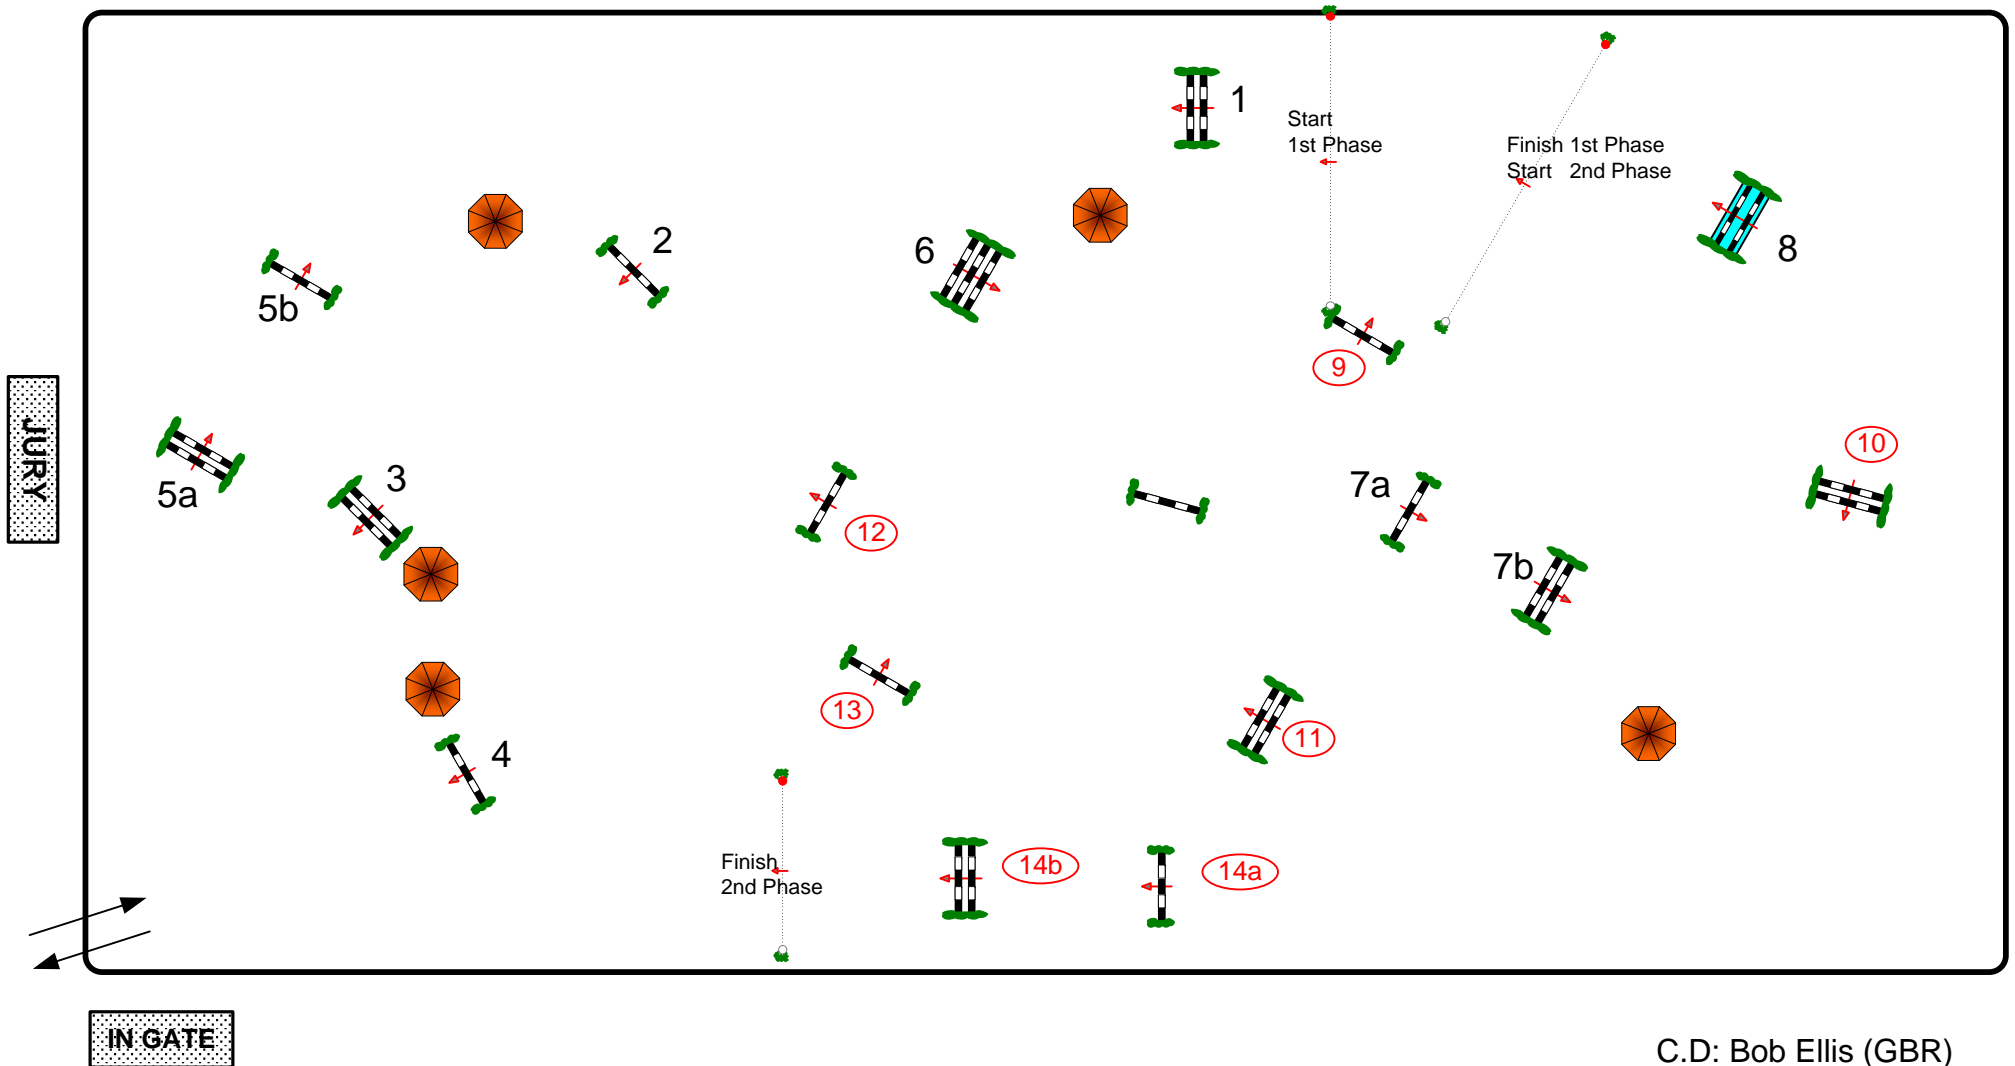 1
Start
1st Phase
Finish 1st Phase
Start 2nd Phase
2
6
8
5b
9
JURY
3
5a
10
7a
12
7b
13
11
4
Finish
2nd Phase
14b
14a
IN GATE
C.D: Bob Ellis (GBR)